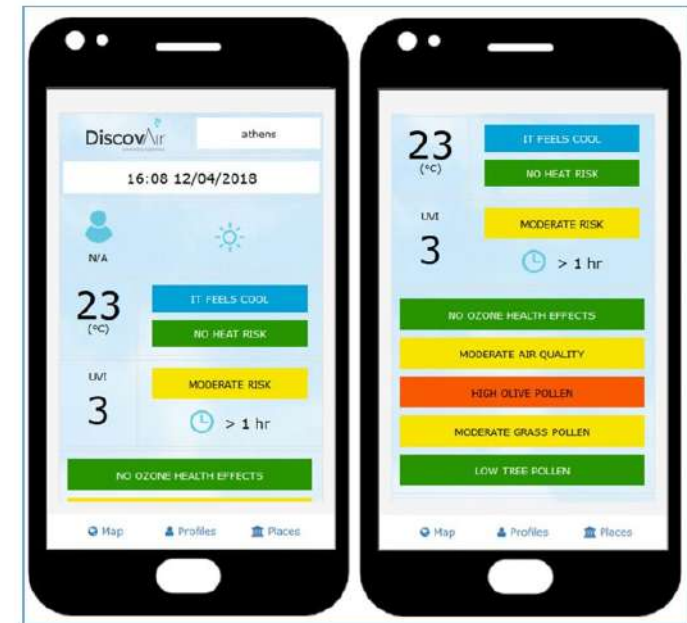 DiscovAir
athens
16:08 12/04/2018
N/A
23
(°C)
IT FEELS COOL
NO HEAT RISK
UVI
3
MODERATE RISK
> 1 hr
NO OZONE HEALTH EFFECTS
Map
Profiles
Places
23
(°C)
IT FEELS COOL
NO HEAT RISK
UVI
3
MODERATE RISK
> 1 hr
NO OZONE HEALTH EFFECTS
MODERATE AIR QUALITY
HIGH OLIVE POLLEN
MODERATE GRASS POLLEN
LOW TREE POLLEN
Map
Profiles
Places